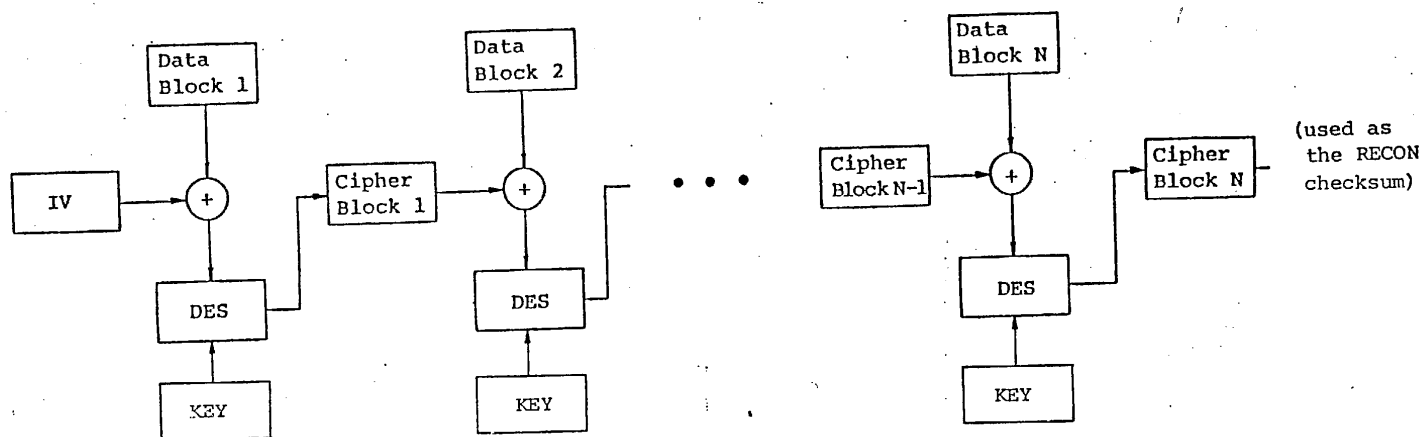 Data
Block 1
Data
Block 2
Data
Block N
IV
+
Cipher
Block 1
+
Cipher
Block N-1
+
Cipher
Block N
(used as
the RECON
checksum)
DES
DES
DES
KEY
KEY
KEY